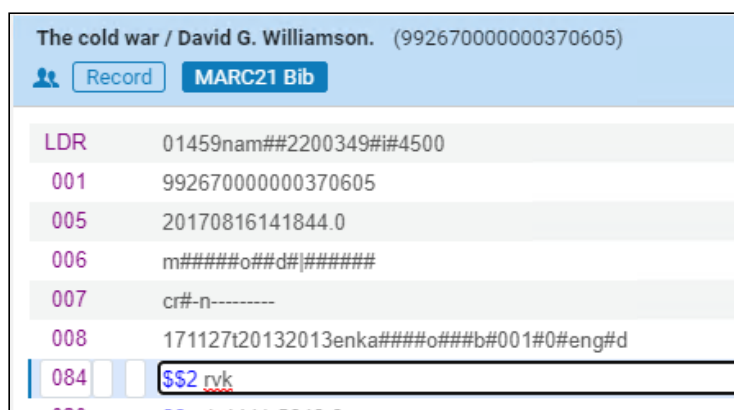 The cold war / David G. Williamson. (992670000000370605)
Record MARC21 Bib
LDR 01459nam##2200349#i#4500
001 992670000000370605
005 20170816141844.0
006 m#####o##d#|######
007 cr#-n---------
008 171127t20132013enka####o###b#001#0#eng#d
084 $$2 rvk